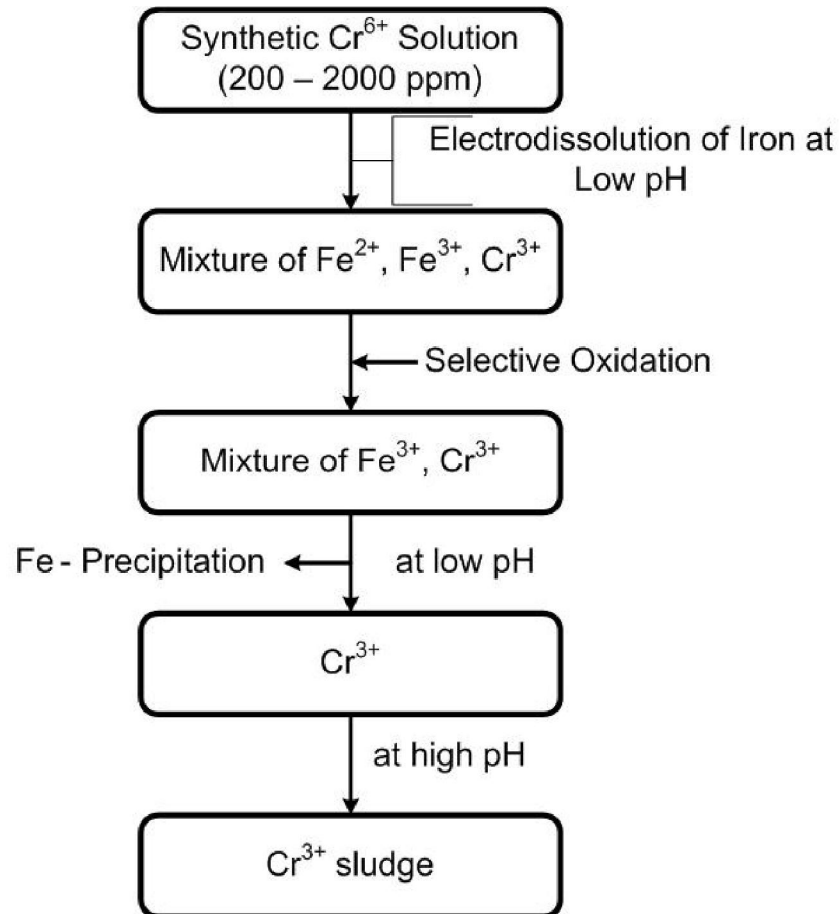 Synthetic Cr⁶⁺ Solution
(200 – 2000 ppm)
Electrodissolution of Iron at
Low pH
Mixture of Fe²⁺, Fe³⁺, Cr³⁺
Selective Oxidation
Mixture of Fe³⁺, Cr³⁺
Fe - Precipitation
at low pH
Cr³⁺
at high pH
Cr³⁺ sludge